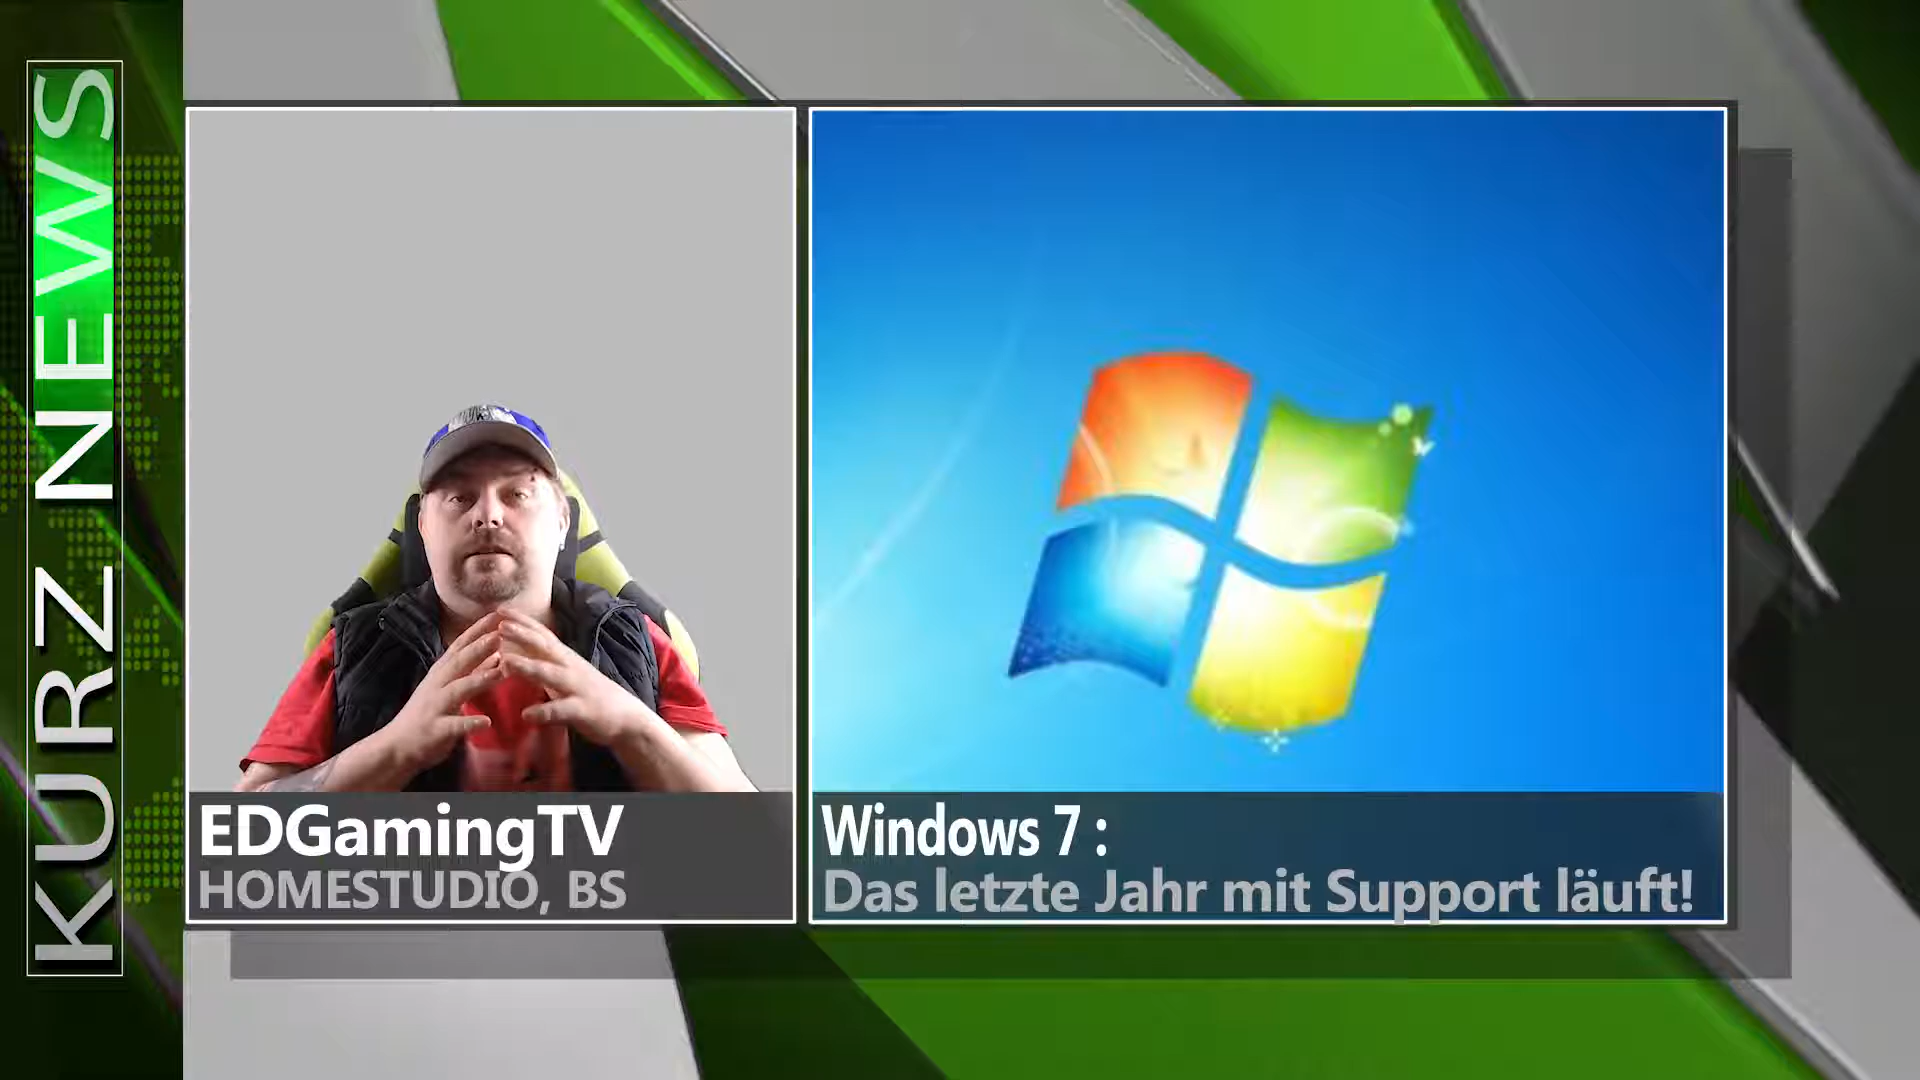 KURZ NEWS
EDGamingTV
HOMESTUDIO, BS
Windows 7 :
Das letzte Jahr mit Support läuft!